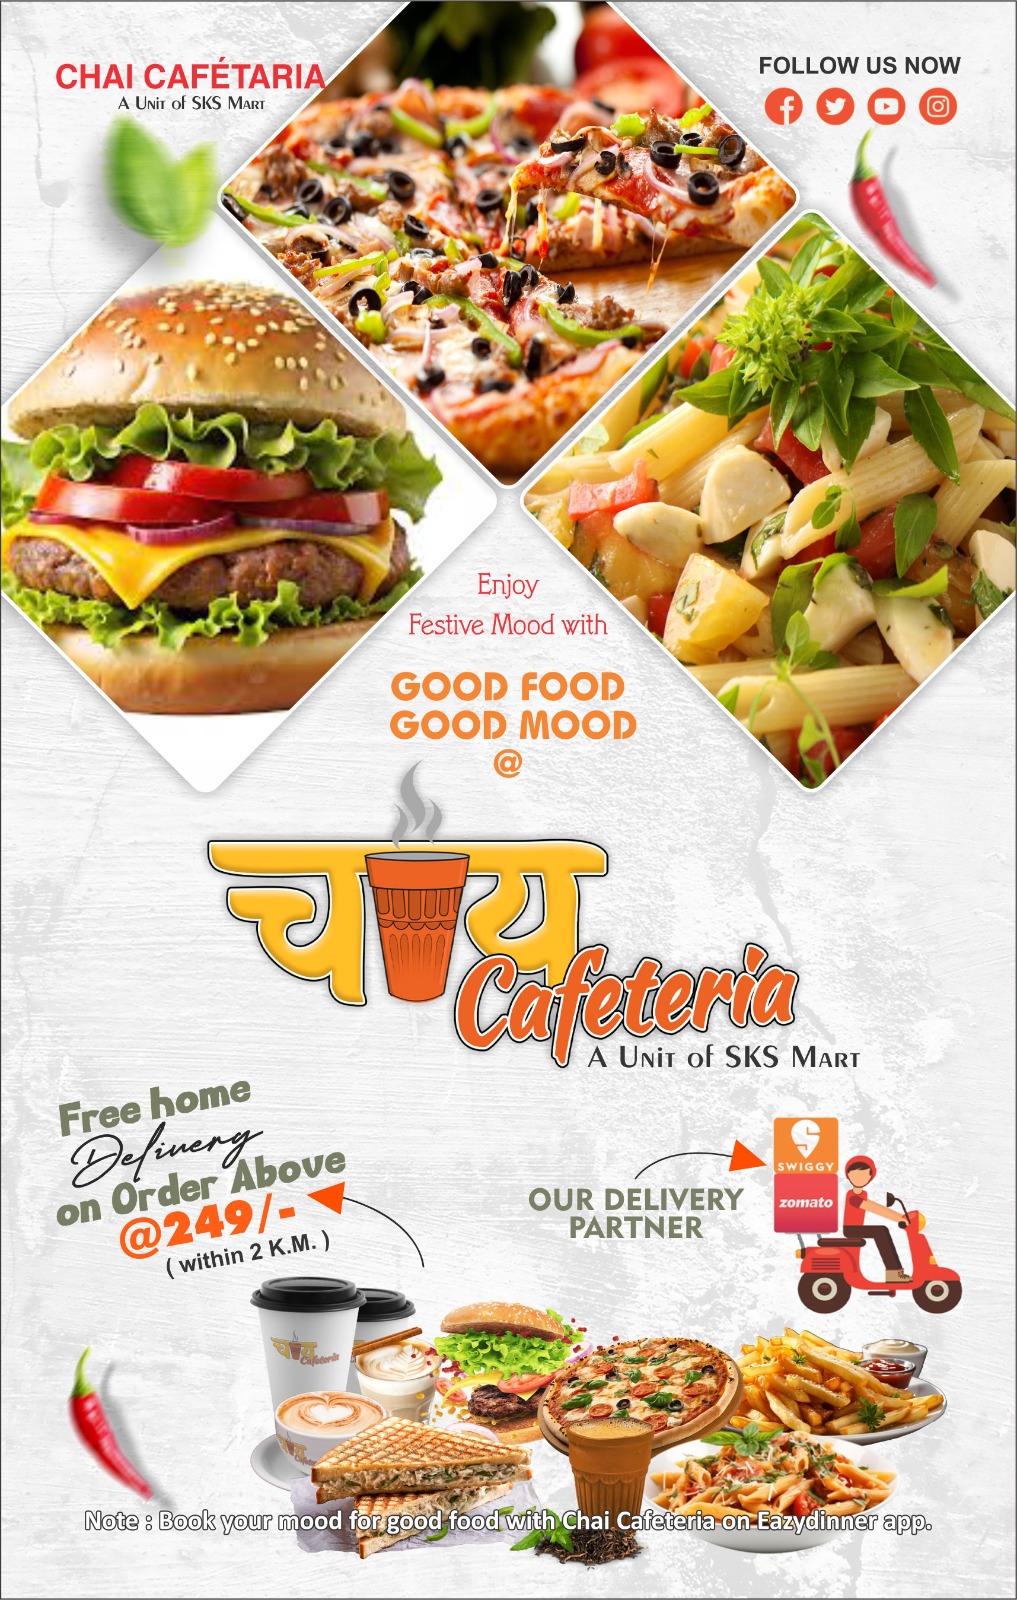 CHAI CAFÉTARIA
A Unit of SKS Mart
FOLLOW US NOW
Enjoy
Festive Mood with
GOOD FOOD
GOOD MOOD
@
चाय
Cafeteria
A Unit of SKS Mart
Free home
Delivery
on Order Above
@249/-
( within 2 K.M. )
SWIGGY
zomato
OUR DELIVERY
PARTNER
चाय
Cafeteria
Note : Book your mood for good food with Chai Cafeteria on Eazydinner app.